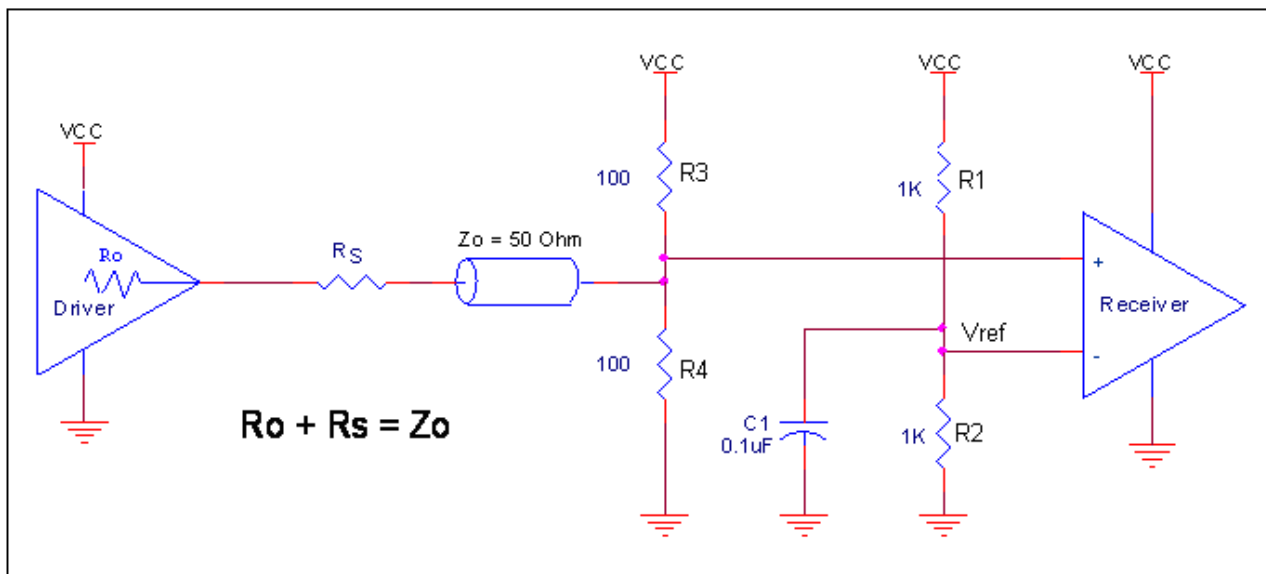 VCC
VCC
VCC
VCC
Ro
Driver
RS
Zo = 50 Ohm
100
R3
100
R4
1K
R1
Vref
C1
0.1uF
1K
R2
+
-
Receiver
Ro + Rs = Zo